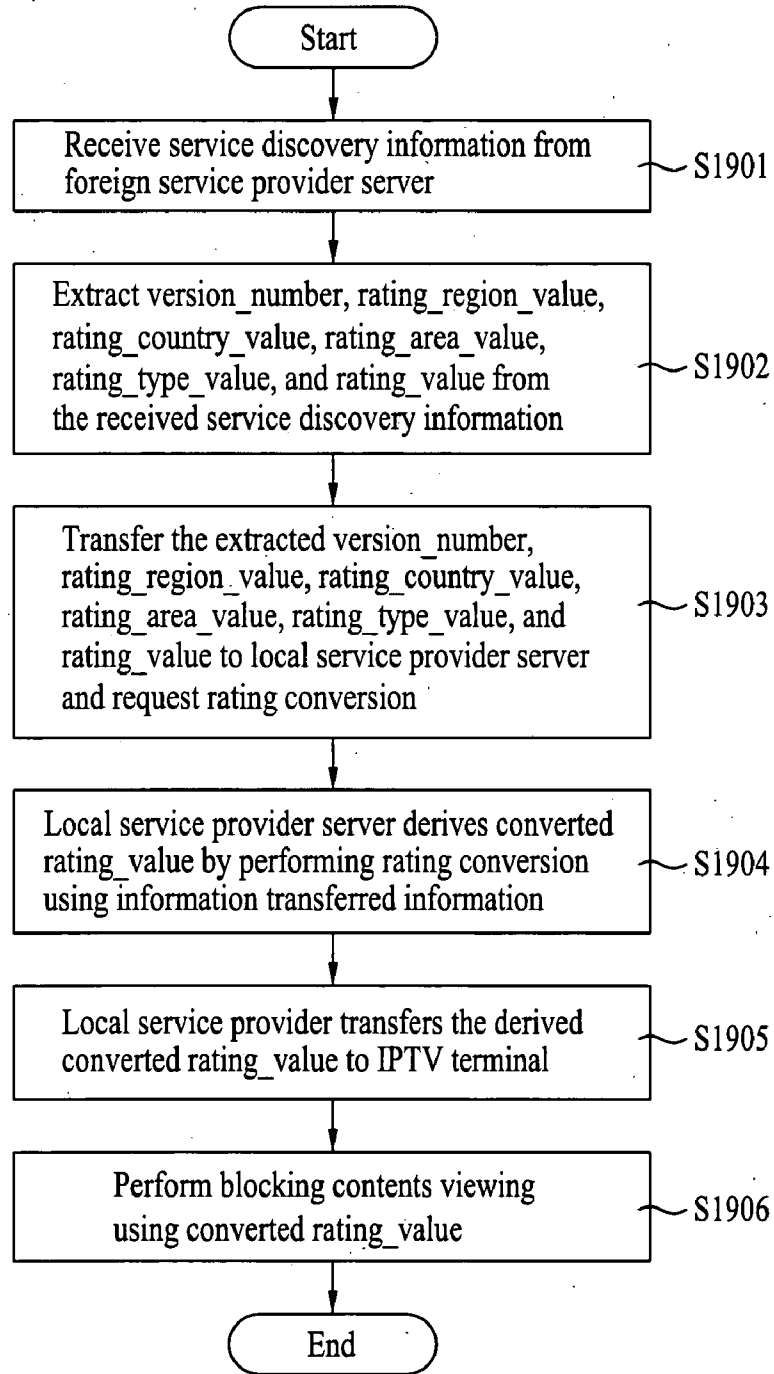 Start
Receive service discovery information from
foreign service provider server
S1901
Extract version_number, rating_region_value,
rating_country_value, rating_area_value,
rating_type_value, and rating_value from
the received service discovery information
S1902
Transfer the extracted version_number,
rating_region_value, rating_country_value,
rating_area_value, rating_type_value, and
rating_value to local service provider server
and request rating conversion
S1903
Local service provider server derives converted
rating_value by performing rating conversion
using information transferred information
S1904
Local service provider transfers the derived
converted rating_value to IPTV terminal
S1905
Perform blocking contents viewing
using converted rating_value
S1906
End